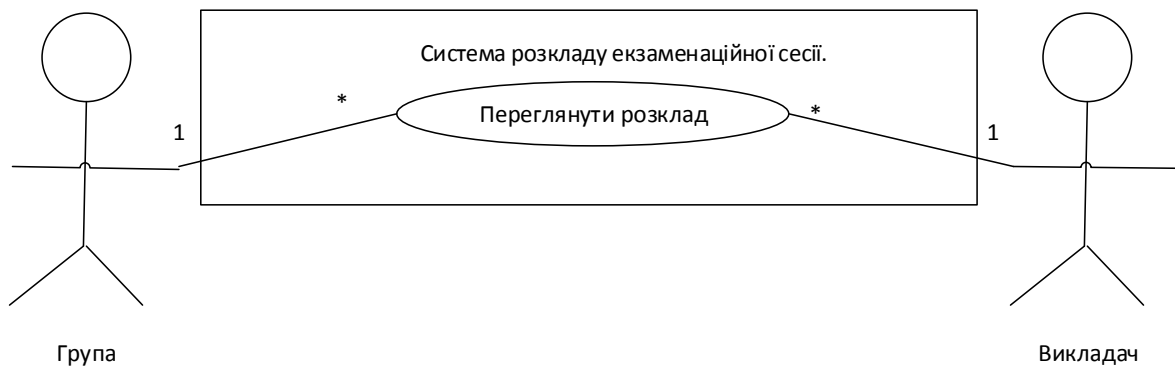 Система розкладу екзаменаційної сесії.
*
Переглянути розклад
*
1
1
Група
Викладач